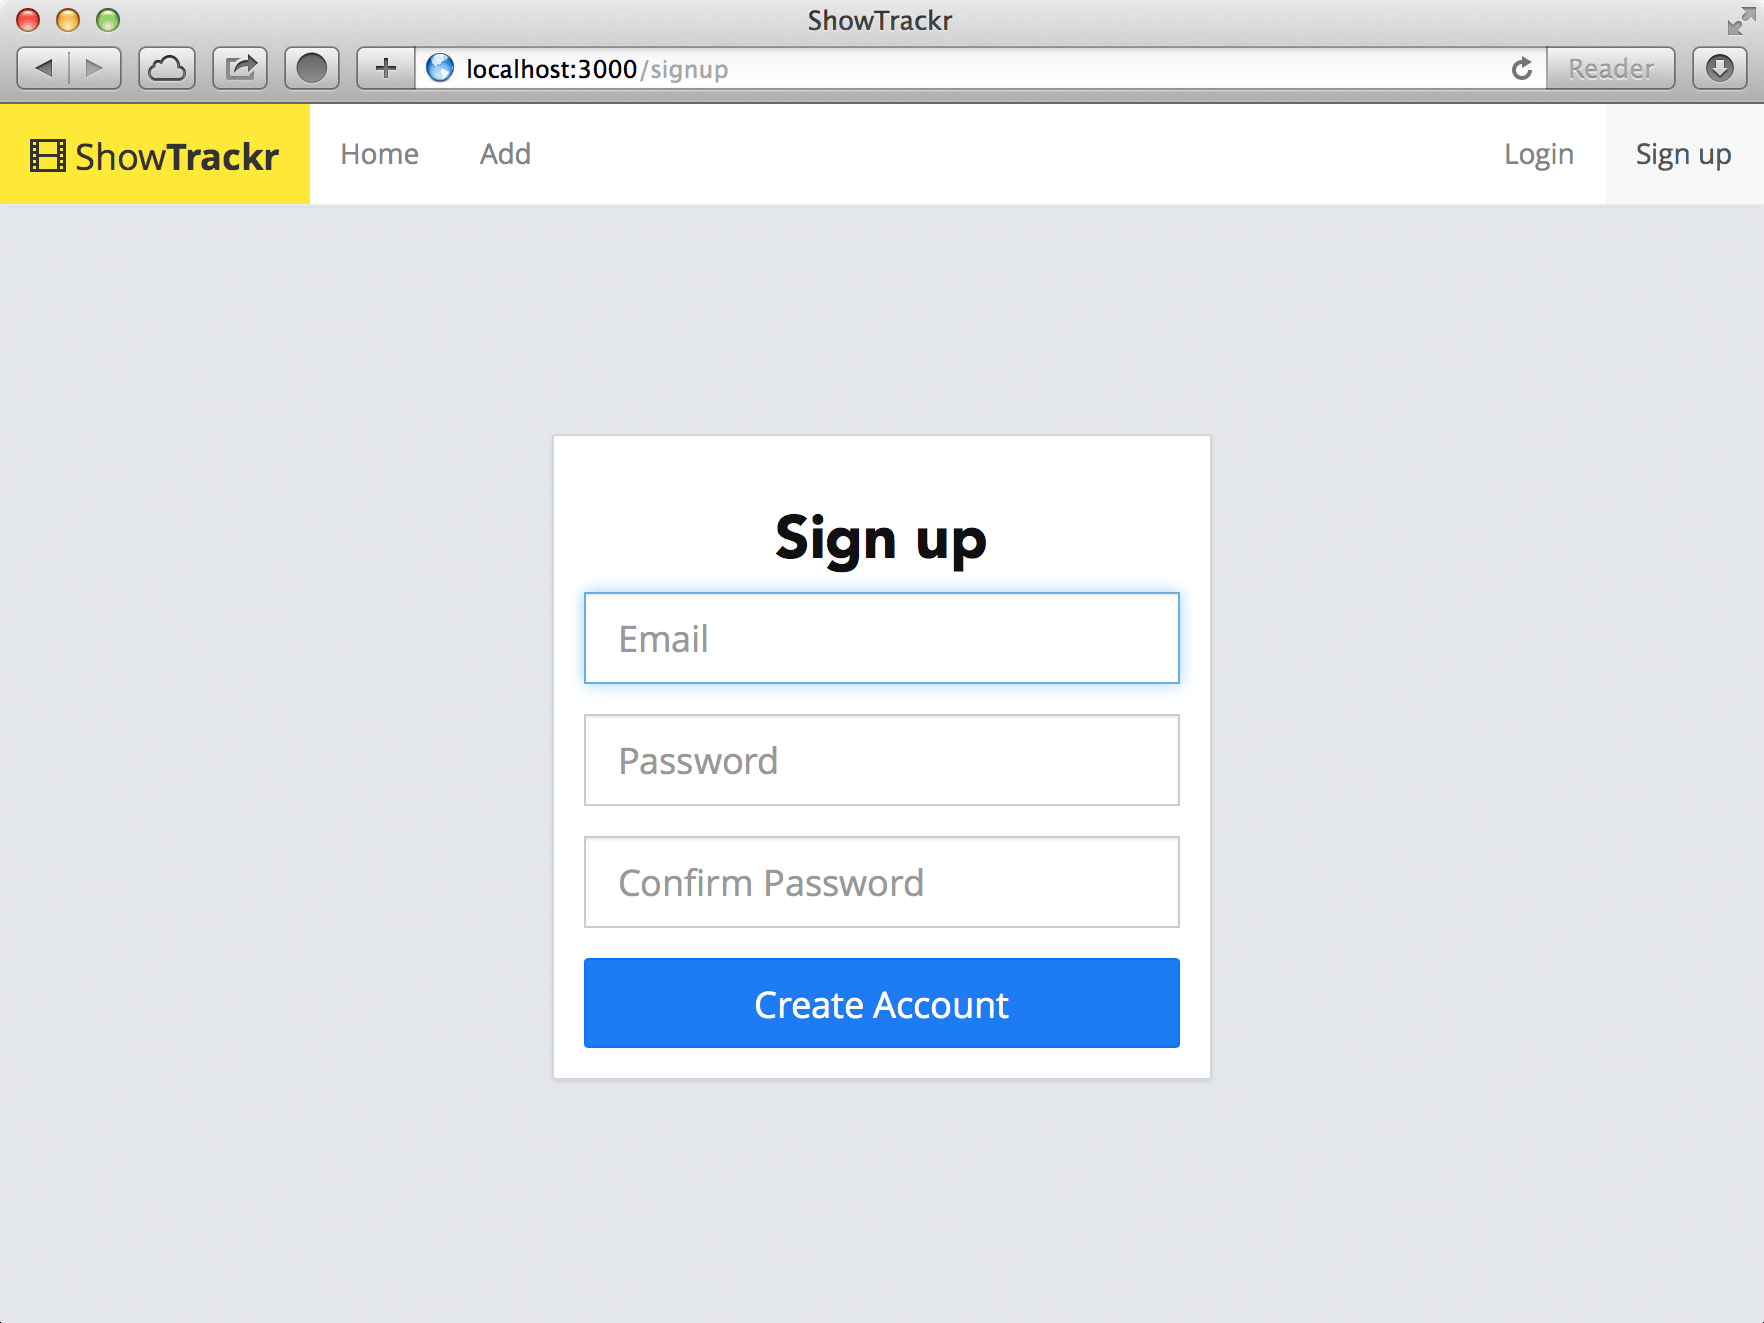 ShowTrackr
localhost:3000/signup
Reader
ShowTrackr
Home
Add
Login
Sign up
Sign up
Email
Password
Confirm Password
Create Account